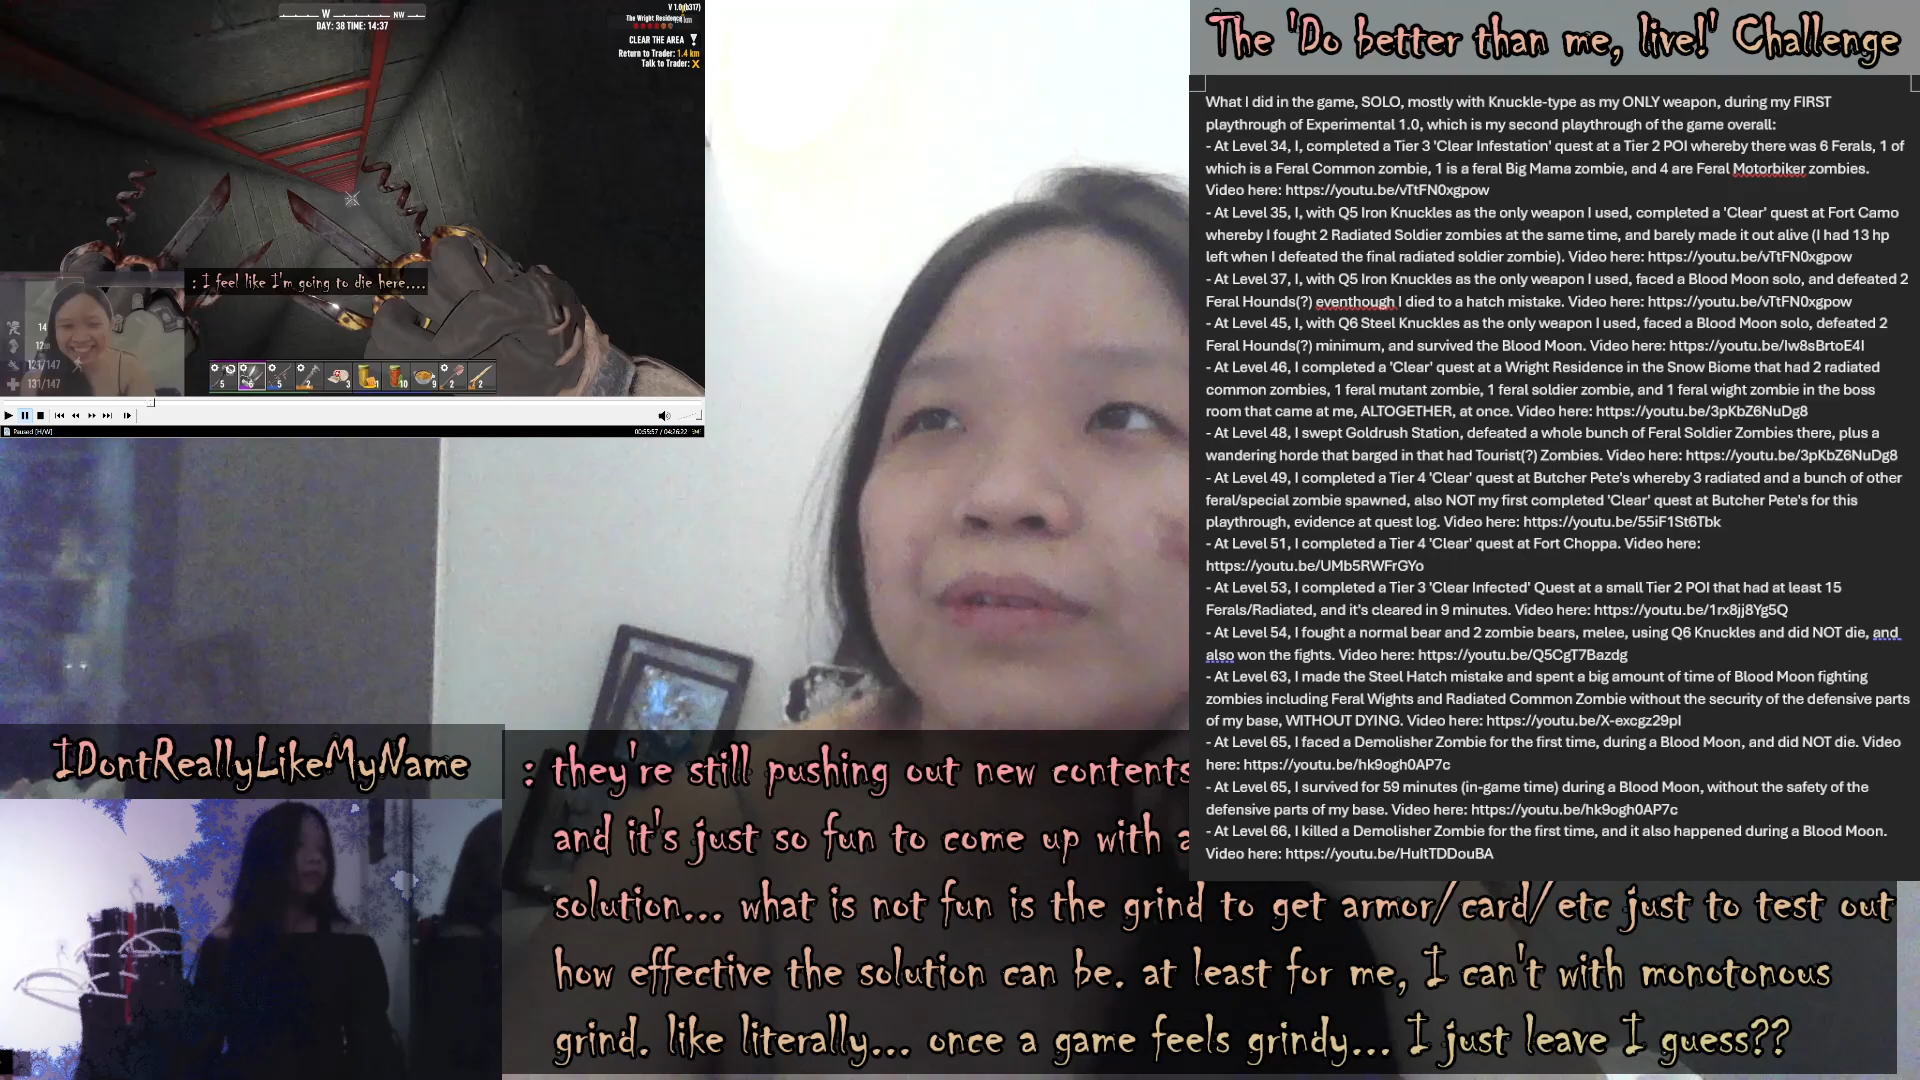 W
NW
DAY: 38 TIME: 14:37
The Wright Residence
CLEAR THE AREA
Return to Trader: 1.4 km
Talk to Trader:
: I feel like I'm going to die here....
14
121/147
131/147
5
6
5
2
3
1
10
9
2
2
Paused [H/W]
00:55:57 / 04:26:22
The 'Do better than me, live!' Challenge
What I did in the game, SOLO, mostly with Knuckle-type as my ONLY weapon, during my FIRST
playthrough of Experimental 1.0, which is my second playthrough of the game overall:
- At Level 34, I, completed a Tier 3 'Clear Infestation' quest at a Tier 2 POI whereby there was 6 Ferals, 1 of
which is a Feral Common zombie, 1 is a feral Big Mama zombie, and 4 are Feral Motorbiker zombies.
Video here: https://youtu.be/vTtFN0xgpow
- At Level 35, I, with Q5 Iron Knuckles as the only weapon I used, completed a 'Clear' quest at Fort Camo
whereby I fought 2 Radiated Soldier zombies at the same time, and barely made it out alive (I had 13 hp
left when I defeated the final radiated soldier zombie). Video here: https://youtu.be/vTtFN0xgpow
- At Level 37, I, with Q5 Iron Knuckles as the only weapon I used, faced a Blood Moon solo, and defeated 2
Feral Hounds(?) eventhough I died to a hatch mistake. Video here: https://youtu.be/vTtFN0xgpow
- At Level 45, I, with Q6 Steel Knuckles as the only weapon I used, faced a Blood Moon solo, defeated 2
Feral Hounds(?) minimum, and survived the Blood Moon. Video here: https://youtu.be/Iw8sBrtoE4I
- At Level 46, I completed a 'Clear' quest at a Wright Residence in the Snow Biome that had 2 radiated
common zombies, 1 feral mutant zombie, 1 feral soldier zombie, and 1 feral wight zombie in the boss
room that came at me, ALTOGETHER, at once. Video here: https://youtu.be/3pKbZ6NuDg8
- At Level 48, I swept Goldrush Station, defeated a whole bunch of Feral Soldier Zombies there, plus a
wandering horde that barged in that had Tourist(?) Zombies. Video here: https://youtu.be/3pKbZ6NuDg8
- At Level 49, I completed a Tier 4 'Clear' quest at Butcher Pete's whereby 3 radiated and a bunch of other
feral/special zombie spawned, also NOT my first completed 'Clear' quest at Butcher Pete's for this
playthrough, evidence at quest log. Video here: https://youtu.be/55iF1St6Tbk
- At Level 51, I completed a Tier 4 'Clear' quest at Fort Choppa. Video here:
https://youtu.be/UMb5RWFrGYo
- At Level 53, I completed a Tier 3 'Clear Infected' Quest at a small Tier 2 POI that had at least 15
Ferals/Radiated, and it's cleared in 9 minutes. Video here: https://youtu.be/1rx8jj8Yg5Q
- At Level 54, I fought a normal bear and 2 zombie bears, melee, using Q6 Knuckles and did NOT die, and
also won the fights. Video here: https://youtu.be/Q5CgT7Bazdg
- At Level 63, I made the Steel Hatch mistake and spent a big amount of time of Blood Moon fighting
zombies including Feral Wights and Radiated Common Zombie without the security of the defensive parts
of my base, WITHOUT DYING. Video here: https://youtu.be/X-excgz29pI
- At Level 65, I faced a Demolisher Zombie for the first time, during a Blood Moon, and did NOT die. Video
here: https://youtu.be/hk9ogh0AP7c
- At Level 65, I survived for 59 minutes (in-game time) during a Blood Moon, without the safety of the
defensive parts of my base. Video here: https://youtu.be/hk9ogh0AP7c
- At Level 66, I killed a Demolisher Zombie for the first time, and it also happened during a Blood Moon.
Video here: https://youtu.be/HuItTDDouBA
IDontReallyLikeMyName
: they're still pushing out new contents
and it's just so fun to come up with a
solution... what is not fun is the grind to get armor/card/etc just to test out
how effective the solution can be. at least for me, I can't with monotonous
grind. like literally... once a game feels grindy... I just leave I guess??